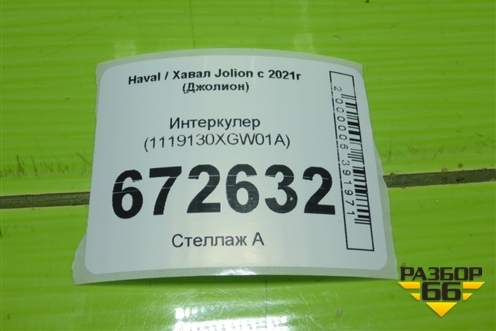 Haval / Хавал Jolion с 2021г
(Джолион)
Интеркулер
(1119130XGW01A)
672632
Стеллаж А
2000006391971
РАЗБОР
66